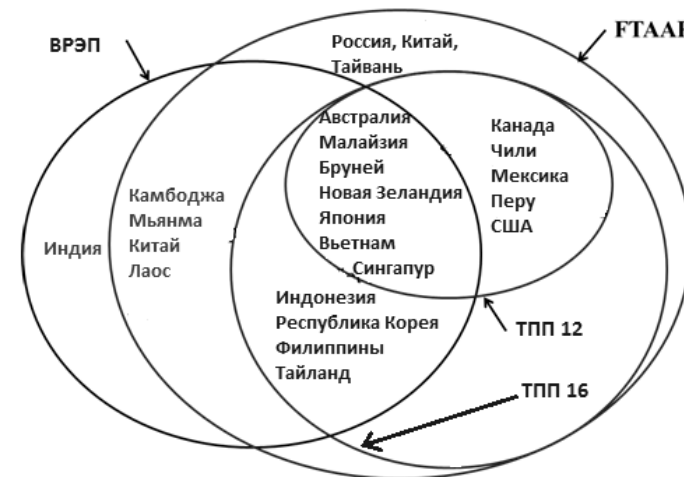 ВРЭП
FTAAP
Россия, Китай,
Тайвань
Австралия
Малайзия
Бруней
Новая Зеландия
Япония
Вьетнам
Сингапур
Канада
Чили
Мексика
Перу
США
Камбоджа
Мьянма
Китай
Лаос
Индия
Индонезия
Республика Корея
Филиппины
Тайланд
ТПП 12
ТПП 16